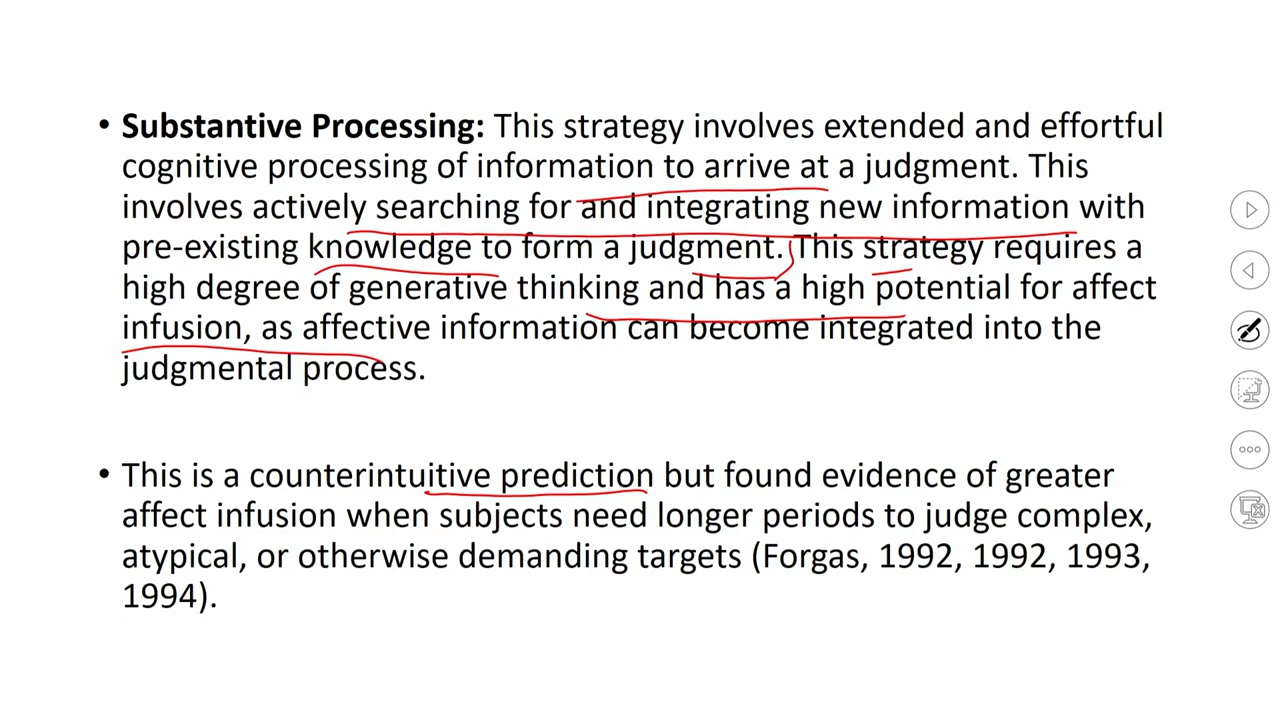 • Substantive Processing: This strategy involves extended and effortful
cognitive processing of information to arrive at a judgment. This
involves actively searching for and integrating new information with
pre-existing knowledge to form a judgment. This strategy requires a
high degree of generative thinking and has a high potential for affect
infusion, as affective information can become integrated into the
judgmental process.
• This is a counterintuitive prediction but found evidence of greater
affect infusion when subjects need longer periods to judge complex,
atypical, or otherwise demanding targets (Forgas, 1992, 1992, 1993,
1994).